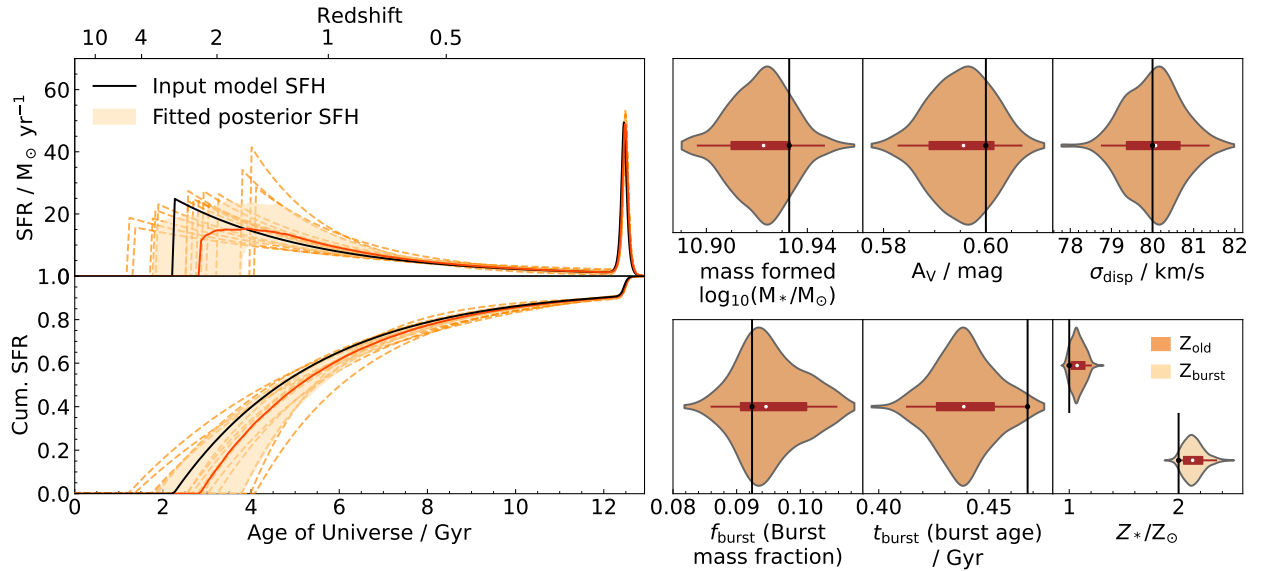 Redshift
10 4 2 1 0.5
Input model SFH
Fitted posterior SFH
SFR / M⊙ yr⁻¹
60
40
20
1.0
1.0
0.8
0.6
0.4
0.2
0.0
Cum. SFR
0 2 4 6 8 10 12
Age of Universe / Gyr
10.90 10.94
mass formed
log₁₀(M*/M⊙)
0.58 0.60
A_V / mag
78 79 80 81 82
σ_disp / km/s
0.08 0.09 0.10
f_burst (Burst
mass fraction)
0.40 0.45
t_burst (burst age)
/ Gyr
Z_old
Z_burst
1 2
Z*/Z⊙